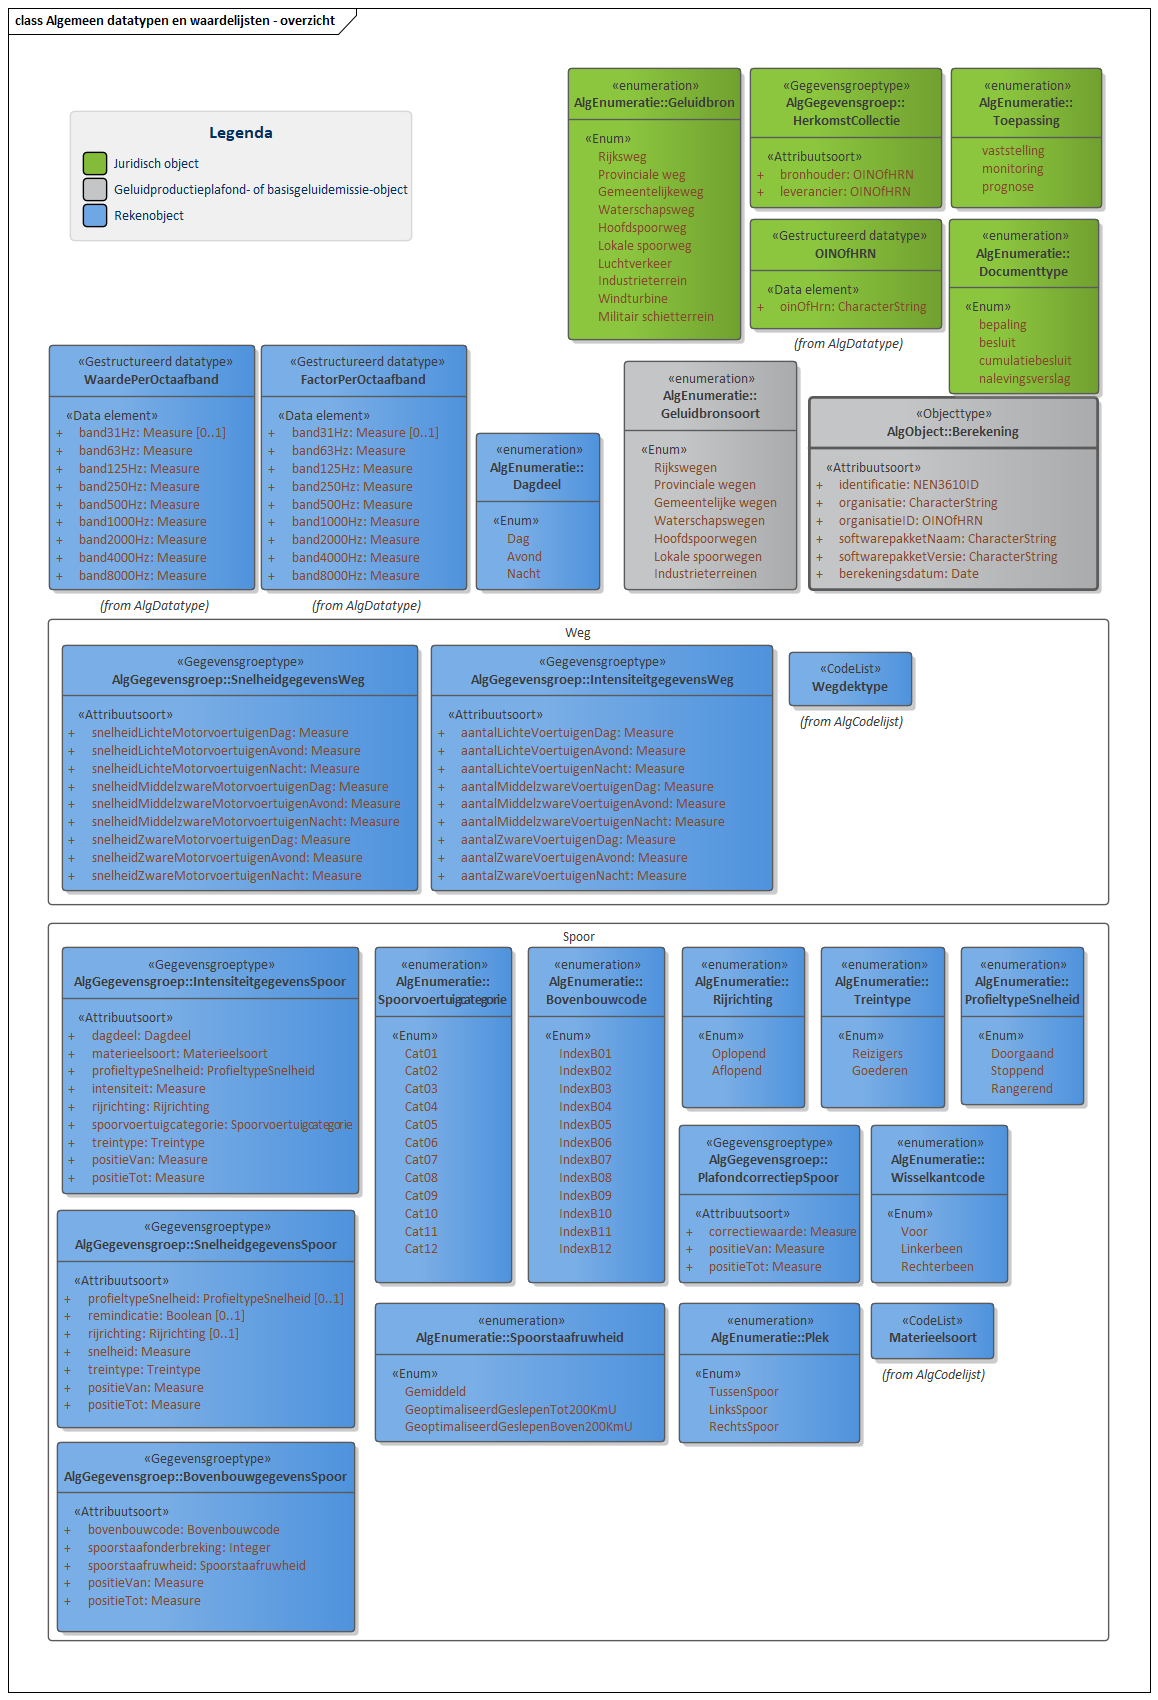 class Algemeen datatypen en waardelijsten - overzicht
Legenda
Juridisch object
Geluidproductieplafond- of basisgeluidemissie-object
Rekenobject
«enumeration»
AlgEnumeratie::Geluidbron
«Enum»
Rijksweg
Provinciale weg
Gemeentelijkeweg
Waterschapsweg
Hoofdspoorweg
Lokale spoorweg
Luchtverkeer
Industrieterrein
Windturbine
Militair schietterrein
«Gegevensgroeptype»
AlgGegevensgroep::
HerkomstCollectie
«Attribuutsoort»
+ bronhouder: OINOfHRN
+ leverancier: OINOfHRN
«enumeration»
AlgEnumeratie::
Toepassing
vaststelling
monitoring
prognose
«Gestructureerd datatype»
OINOfHRN
«Data element»
+ oinOfHrn: CharacterString
(from AlgDatatype)
«enumeration»
AlgEnumeratie::
Documenttype
«Enum»
bepaling
besluit
cumulatiebesluit
nalevingsverslag
«Gestructureerd datatype»
WaardePerOctaafband
«Data element»
+ band31Hz: Measure [0..1]
+ band63Hz: Measure
+ band125Hz: Measure
+ band250Hz: Measure
+ band500Hz: Measure
+ band1000Hz: Measure
+ band2000Hz: Measure
+ band4000Hz: Measure
+ band8000Hz: Measure
(from AlgDatatype)
«Gestructureerd datatype»
FactorPerOctaafband
«Data element»
+ band31Hz: Measure [0..1]
+ band63Hz: Measure
+ band125Hz: Measure
+ band250Hz: Measure
+ band500Hz: Measure
+ band1000Hz: Measure
+ band2000Hz: Measure
+ band4000Hz: Measure
+ band8000Hz: Measure
(from AlgDatatype)
«enumeration»
AlgEnumeratie::
Dagdeel
«Enum»
Dag
Avond
Nacht
«enumeration»
AlgEnumeratie::
Geluidbronsoort
«Enum»
Rijkswegen
Provinciale wegen
Gemeentelijke wegen
Waterschapswegen
Hoofdspoorwegen
Lokale spoorwegen
Industrieterreinen
«Objecttype»
AlgObject::Berekening
«Attribuutsoort»
+ identificatie: NEN3610ID
+ organisatie: CharacterString
+ organisatieID: OINOfHRN
+ softwarepakketNaam: CharacterString
+ softwarepakketVersie: CharacterString
+ berekeningsdatum: Date
Weg
«Gegevensgroeptype»
AlgGegevensgroep::SnelheidgegevensWeg
«Attribuutsoort»
+ snelheidLichteMotorvoertuigenDag: Measure
+ snelheidLichteMotorvoertuigenAvond: Measure
+ snelheidLichteMotorvoertuigenNacht: Measure
+ snelheidMiddelzwareMotorvoertuigenDag: Measure
+ snelheidMiddelzwareMotorvoertuigenAvond: Measure
+ snelheidMiddelzwareMotorvoertuigenNacht: Measure
+ snelheidZwareMotorvoertuigenDag: Measure
+ snelheidZwareMotorvoertuigenAvond: Measure
+ snelheidZwareMotorvoertuigenNacht: Measure
«Gegevensgroeptype»
AlgGegevensgroep::IntensiteitgegevensWeg
«Attribuutsoort»
+ aantalLichteVoertuigenDag: Measure
+ aantalLichteVoertuigenAvond: Measure
+ aantalLichteVoertuigenNacht: Measure
+ aantalMiddelzwareVoertuigenDag: Measure
+ aantalMiddelzwareVoertuigenAvond: Measure
+ aantalMiddelzwareVoertuigenNacht: Measure
+ aantalZwareVoertuigenDag: Measure
+ aantalZwareVoertuigenAvond: Measure
+ aantalZwareVoertuigenNacht: Measure
«CodeList»
Wegdektype
(from AlgCodelijst)
Spoor
«Gegevensgroeptype»
AlgGegevensgroep::IntensiteitgegevensSpoor
«Attribuutsoort»
+ dagdeel: Dagdeel
+ materieelsoort: Materieelsoort
+ profieltypeSnelheid: ProfieltypeSnelheid
+ intensiteit: Measure
+ rijrichting: Rijrichting
+ spoorvoertuigcategorie: Spoorvoertuigcategorie
+ treintype: Treintype
+ positieVan: Measure
+ positieTot: Measure
«enumeration»
AlgEnumeratie::
Spoorvoertuigcategorie
«Enum»
Cat01
Cat02
Cat03
Cat04
Cat05
Cat06
Cat07
Cat08
Cat09
Cat10
Cat11
Cat12
«enumeration»
AlgEnumeratie::
Bovenbouwcode
«Enum»
IndexB01
IndexB02
IndexB03
IndexB04
IndexB05
IndexB06
IndexB07
IndexB08
IndexB09
IndexB10
IndexB11
IndexB12
«enumeration»
AlgEnumeratie::
Rijrichting
«Enum»
Oplopend
Aflopend
«enumeration»
AlgEnumeratie::
Treintype
«Enum»
Reizigers
Goederen
«enumeration»
AlgEnumeratie::
ProfieltypeSnelheid
«Enum»
Doorgaand
Stoppend
Rangerend
«Gegevensgroeptype»
AlgGegevensgroep::
PlafondcorrectiepSpoor
«Attribuutsoort»
+ correctiewaarde: Measure
+ positieVan: Measure
+ positieTot: Measure
«enumeration»
AlgEnumeratie::
Wisselkantcode
«Enum»
Voor
Linkerbeen
Rechterbeen
«Gegevensgroeptype»
AlgGegevensgroep::SnelheidgegevensSpoor
«Attribuutsoort»
+ profieltypeSnelheid: ProfieltypeSnelheid [0..1]
+ remindicatie: Boolean [0..1]
+ rijrichting: Rijrichting [0..1]
+ snelheid: Measure
+ treintype: Treintype
+ positieVan: Measure
+ positieTot: Measure
«enumeration»
AlgEnumeratie::Spoorstaafruwheid
«Enum»
Gemiddeld
GeoptimaliseerdGeslepenTot200KmU
GeoptimaliseerdGeslepenBoven200KmU
«enumeration»
AlgEnumeratie::Plek
«Enum»
TussenSpoor
LinksSpoor
RechtsSpoor
«CodeList»
Materieelsoort
(from AlgCodelijst)
«Gegevensgroeptype»
AlgGegevensgroep::BovenbouwgegevensSpoor
«Attribuutsoort»
+ bovenbouwcode: Bovenbouwcode
+ spoorstaafonderbreking: Integer
+ spoorstaafruwheid: Spoorstaafruwheid
+ positieVan: Measure
+ positieTot: Measure